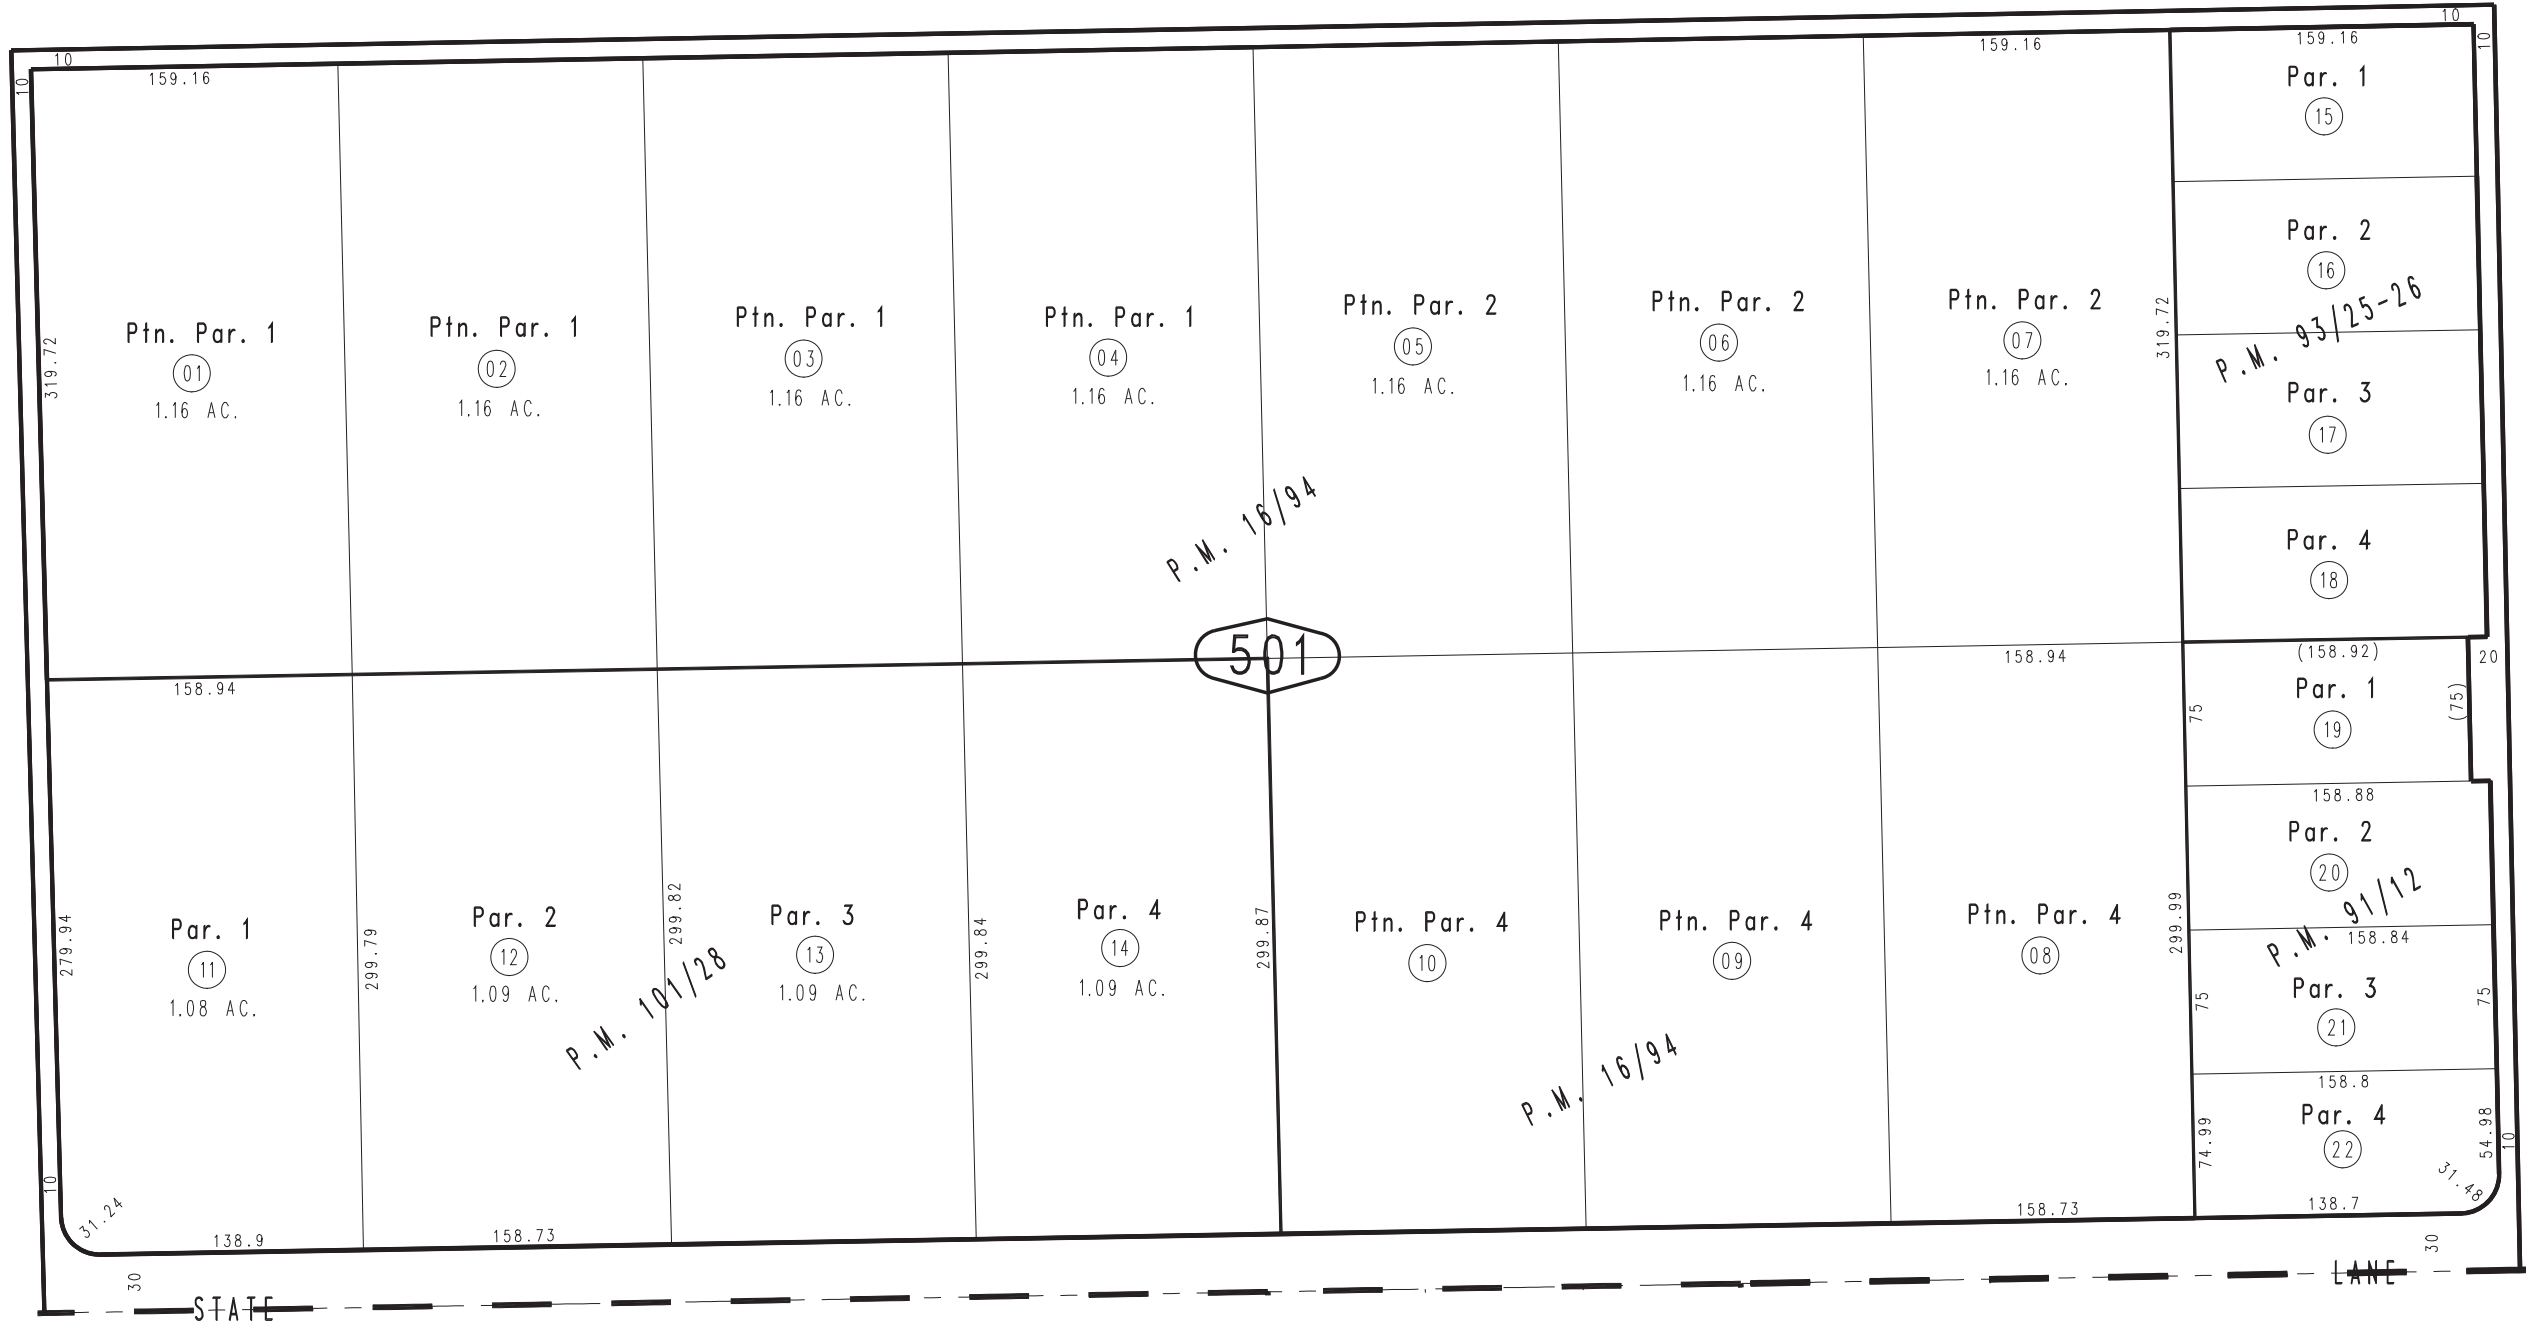 10
10
159.16
159.16
159.16
10
10
Par. 1
15
Par. 2
16
P.M. 93/25-26
Par. 3
17
Par. 4
18
319.72
Ptn. Par. 1
01
1.16 AC.
Ptn. Par. 1
02
1.16 AC.
Ptn. Par. 1
03
1.16 AC.
Ptn. Par. 1
04
1.16 AC.
Ptn. Par. 2
05
1.16 AC.
Ptn. Par. 2
06
1.16 AC.
Ptn. Par. 2
07
1.16 AC.
319.72
P.M. 16/94
501
158.94
158.94
(158.92)
20
Par. 1
19
75
(75)
158.88
Par. 2
20
P.M. 91/12
158.84
Par. 3
21
75
75
158.8
Par. 4
22
74.99
54.98
10
31.48
138.7
279.94
Par. 1
11
1.08 AC.
299.79
Par. 2
12
1.09 AC.
299.82
P.M. 101/28
Par. 3
13
1.09 AC.
299.84
Par. 4
14
1.09 AC.
299.87
Ptn. Par. 4
10
Ptn. Par. 4
09
Ptn. Par. 4
08
299.99
P.M. 16/94
10
31.24
138.9
158.73
158.73
30
30
STATE
LANE